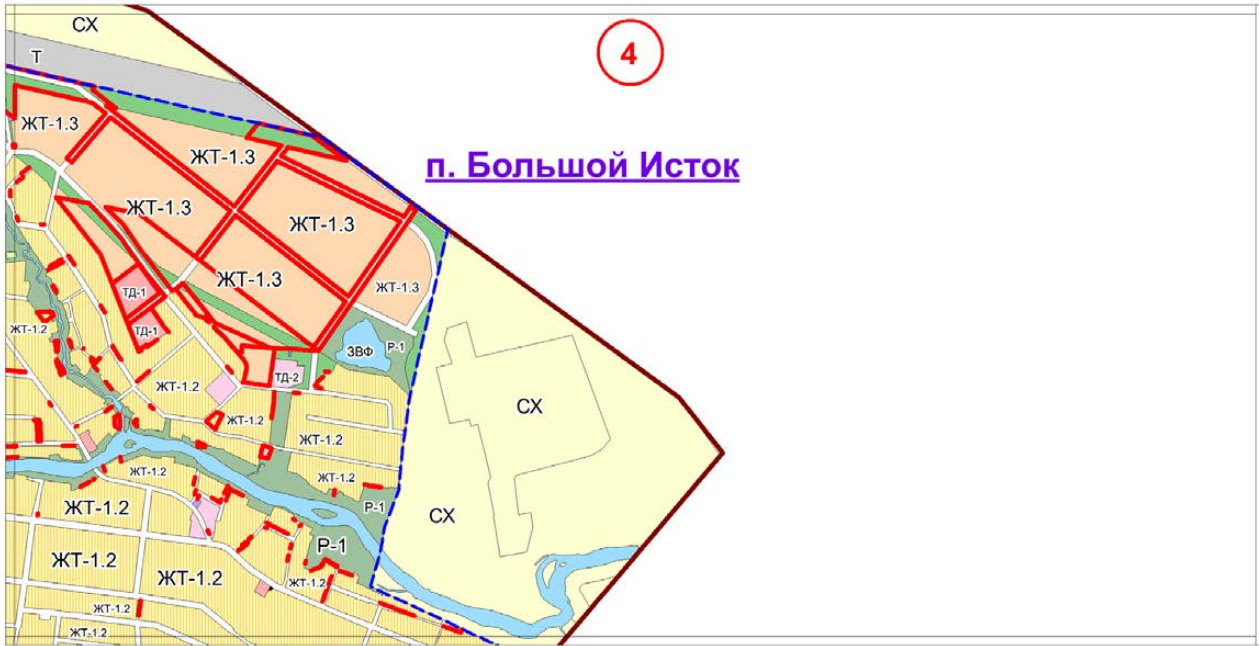 СХ
4
Т
ЖТ-1.3
ЖТ-1.3
п. Большой Исток
ЖТ-1.3
ЖТ-1.3
ЖТ-1.3
ЖТ-1.3
ТД-1
ЖТ-1.2
ТД-1
ЗВФ
Р-1
ТД-2
ЖТ-1.2
СХ
ЖТ-1.2
ЖТ-1.2
ЖТ-1.2
ЖТ-1.2
ЖТ-1.2
Р-1
СХ
Р-1
ЖТ-1.2
ЖТ-1.2
ЖТ-1.2
ЖТ-1.2
ЖТ-1.2